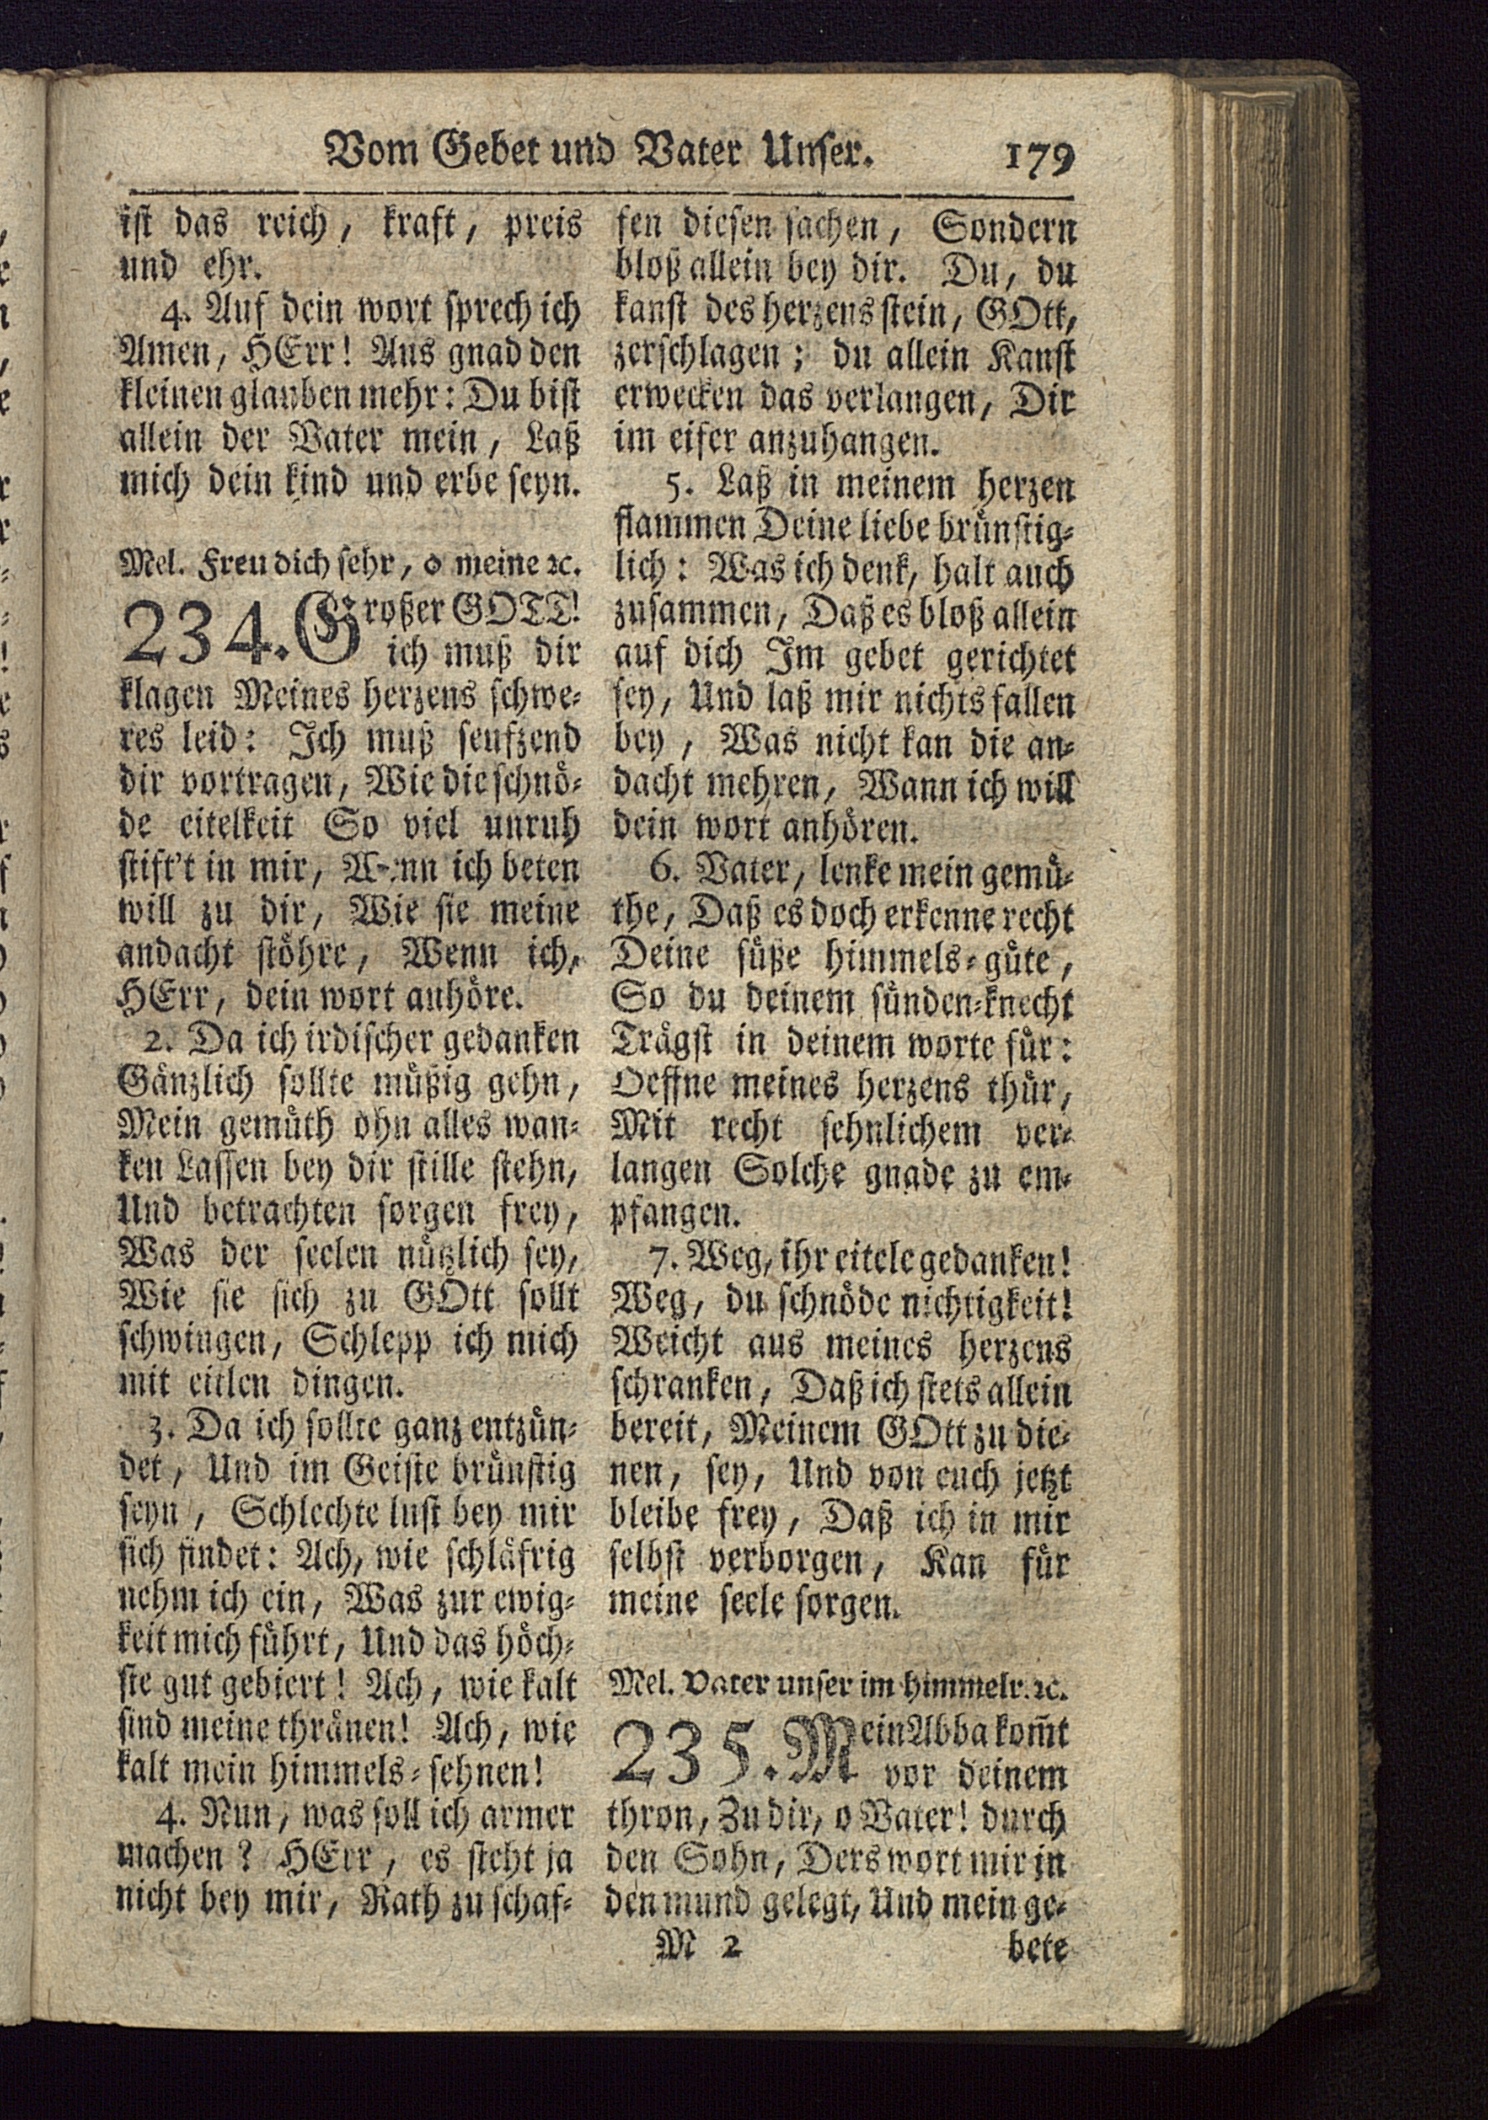 Vom Gebet und Vater Unser. 179
ist das reich, kraft, preis
und ehr.
4. Auf dein wort sprech ich
Amen, HErr! Aus gnad den
kleinen glauben mehr: Du bist
allein der Vater mein, Laß
mich dein kind und erbe seyn.
Mel. Freu dich sehr, o meine ꝛc.
234. Großer GOTT!
ich muß dir
klagen Meines herzens schwe-
res leid: Ich muß seufzend
dir vortragen, Wie die schnö-
de eitelkeit So viel unruh
stift't in mir, ich beten
will zu dir, Wie sie meine
andacht stöhre, Wenn ich,
HErr, dein wort anhöre.
2. Da ich irdischer gedanken
Gänzlich sollte müßig gehn,
Mein gemüth ohn alles wan-
ken Lassen bey dir stille stehn,
Und betrachten sorgen frey,
Was der seelen nützlich sey,
Wie sie sich zu GOtt sollt
schwingen, Schlepp ich mich
mit eitlen dingen.
3. Da ich sollte ganz entzün-
det, Und im Geiste brünstig
seyn, Schlechte lust bey mir
sich findet: Ach, wie schläfrig
nehm ich ein, Was zur ewig-
keit mich führt, Und das höch-
ste gut gebiert! Ach, wie kalt
sind meine thränen! Ach, wie
kalt mein himmels-sehnen!
4. Nun, was soll ich armer
machen? HErr, es steht ja
nicht bey mir, Rath zu schaf-
fen diesen sachen, Sondern
bloß allein bey dir. Du, du
kanst des herzens stein, GOtt,
zerschlagen; du allein Kanst
erwecken das verlangen, Dir
im eifer anzuhangen.
5. Laß in meinem herzen
flammen Deine liebe brünstig-
lich: Was ich denk, halt auch
zusammen, Daß es bloß allein
auf dich Im gebet gerichtet
sey, Und laß mir nichts fallen
bey, Was nicht kan die an-
dacht mehren, Wann ich will
dein wort anhören.
6. Vater, lenke mein gemü-
the, Daß es doch erkenne recht
Deine süße himmels-güte,
So du deinem sünden-knecht
Trägst in deinem worte für:
Oeffne meines herzens thür,
Mit recht sehnlichem ver-
langen Solche gnade zu em-
pfangen.
7. Weg, ihr eitele gedanken!
Weg, du schnöde nichtigkeit!
Weicht aus meines herzens
schranken, Daß ich stets allein
bereit, Meinem GOtt zu die-
nen, sey, Und von euch jetzt
bleibe frey, Daß ich in mir
selbst verborgen, Kan für
meine seele sorgen.
Mel. Vater unser im himmelr. ꝛc.
235. Mein Abba kom̄t
vor deinem
thron, Zu dir, o Vater! durch
den Sohn, Ders wort mir in
den mund gelegt, Und mein ge-
M 2 bete